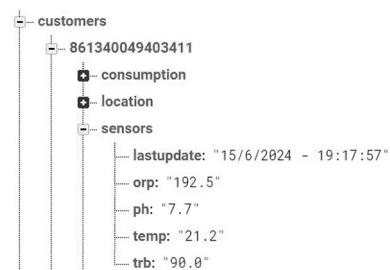 customers
861340049403411
consumption
location
sensors
lastupdate: "15/6/2024 - 19:17:57"
orp: "192.5"
ph: "7.7"
temp: "21.2"
trb: "90.0"